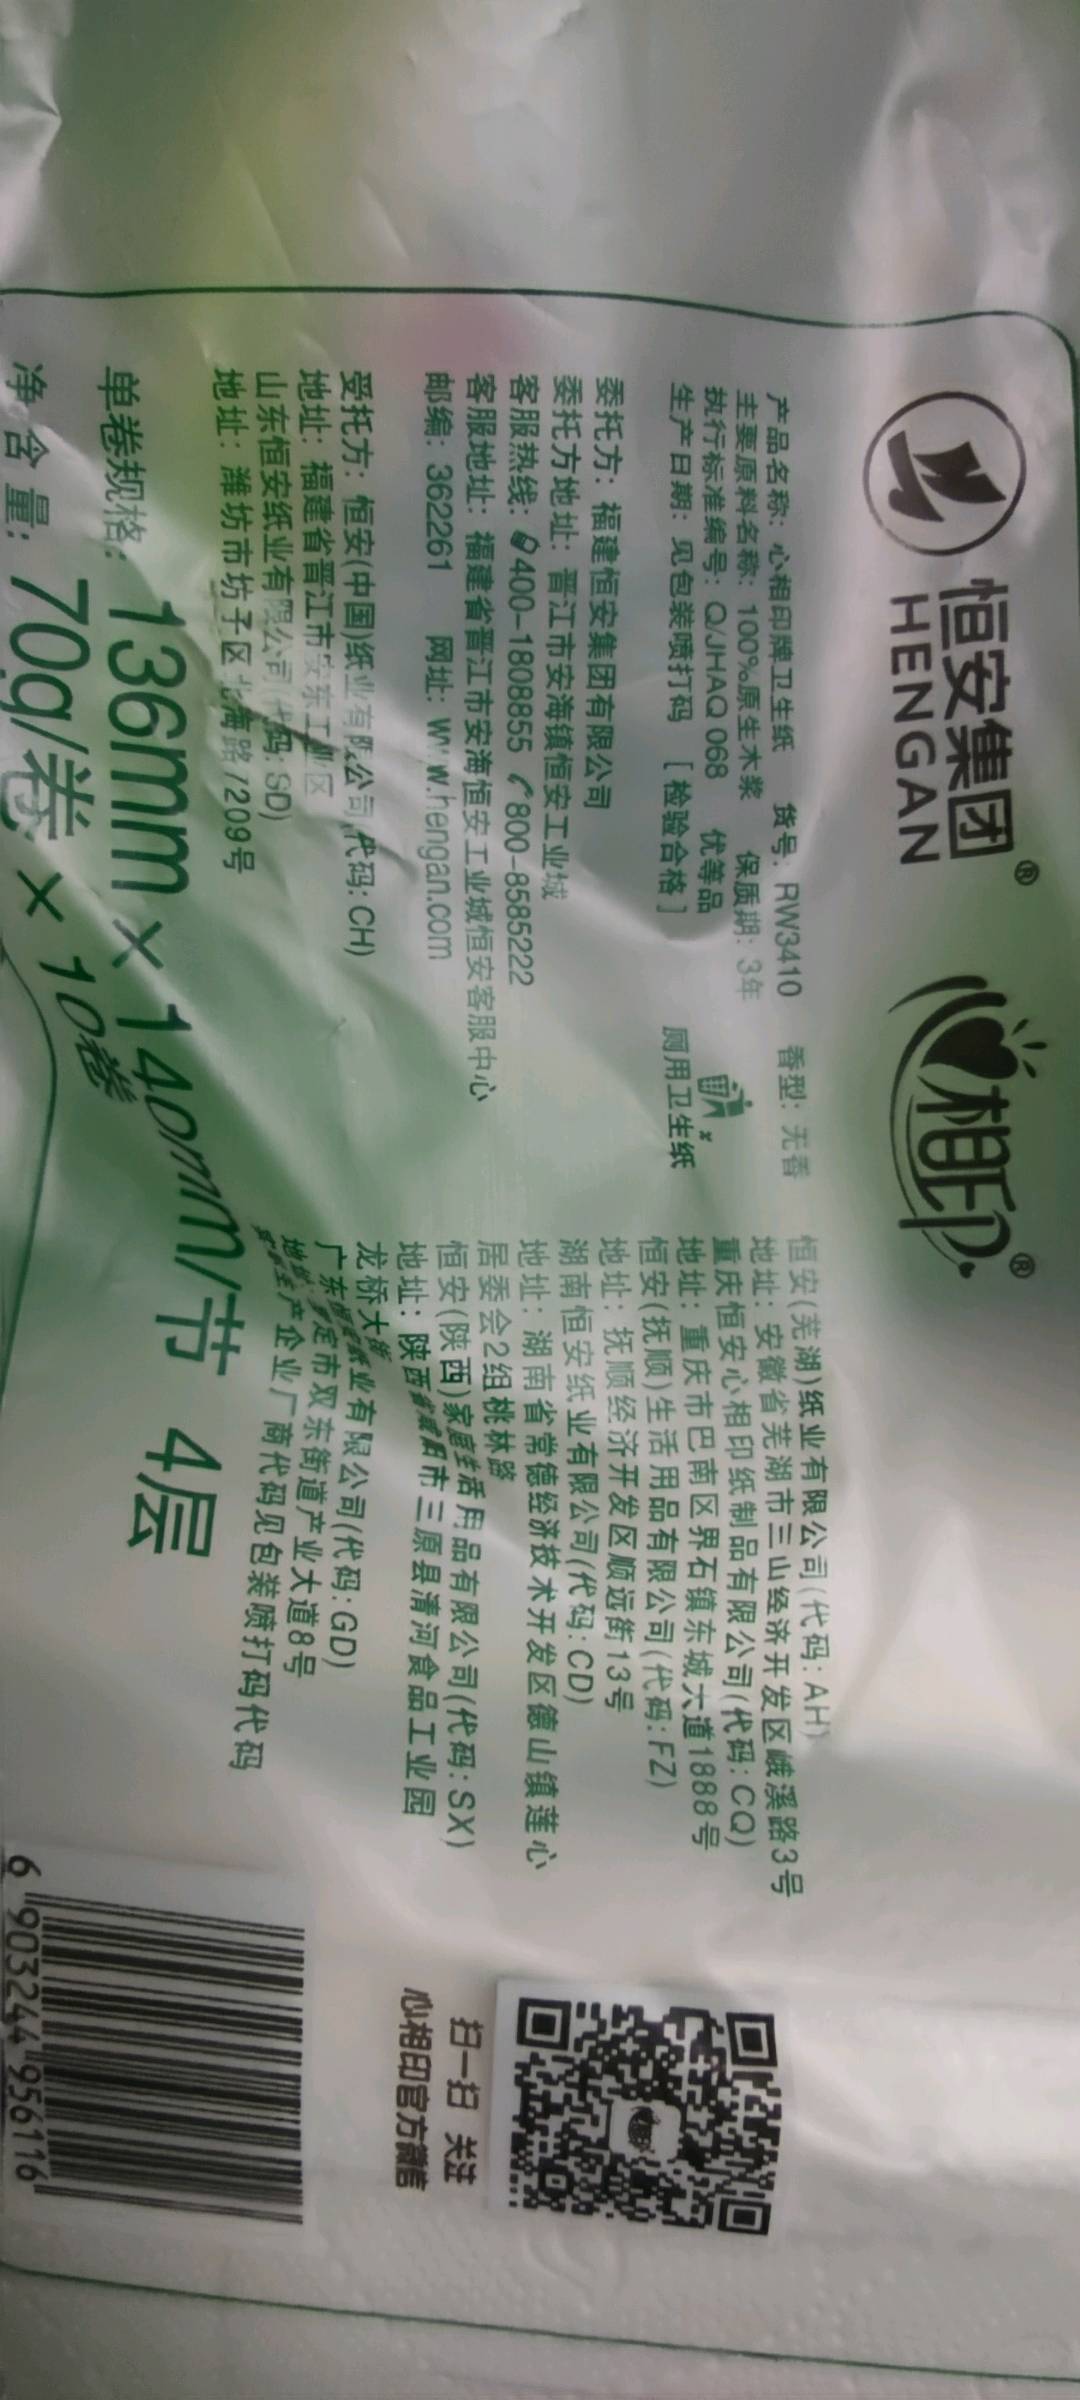 恒安集团®
HENGAN
心相印®
产品名称: 心相印牌卫生纸 货号: RW3410 香型: 无香
主要原料名称: 100%原生木浆 保质期: 3年
执行标准编号: Q/JHAQ 068 优等品
生产日期: 见包装喷打码 [检验合格]
厕用卫生纸
委托方: 福建恒安集团有限公司
委托方地址: 晋江市安海镇恒安工业城
客服热线: 400-1808855 800-8585222
客服地址: 福建省晋江市安海恒安工业城恒安客服中心
邮编: 362261 网址: www.hengan.com
受托方: 恒安(中国)纸业有限公司(代码: CH)
地址: 福建省晋江市安东工业区
山东恒安纸业有限公司(代码: SD)
地址: 潍坊市坊子区北海路7209号
恒安(芜湖)纸业有限公司(代码: AH)
地址: 安徽省芜湖市三山经济开发区峨溪路3号
重庆恒安心相印纸制品有限公司(代码: CQ)
地址: 重庆市巴南区界石镇东城大道1888号
恒安(抚顺)生活用品有限公司(代码: FZ)
地址: 抚顺经济开发区顺远街13号
湖南恒安纸业有限公司(代码: CD)
地址: 湖南省常德经济技术开发区德山镇莲心
居委会2组桃林路
恒安(陕西)家庭生活用品有限公司(代码: SX)
地址: 陕西省咸阳市三原县清河食品工业园
龙桥大街
广东恒安纸业有限公司(代码: GD)
地址: 罗定市双东街道产业大道8号
实际生产企业厂商代码见包装喷打码代码
单卷规格: 136mm × 140mm/节 4层
净含量: 70g/卷 × 10卷
扫一扫 关注
心相印官方微信
6 903244 956116